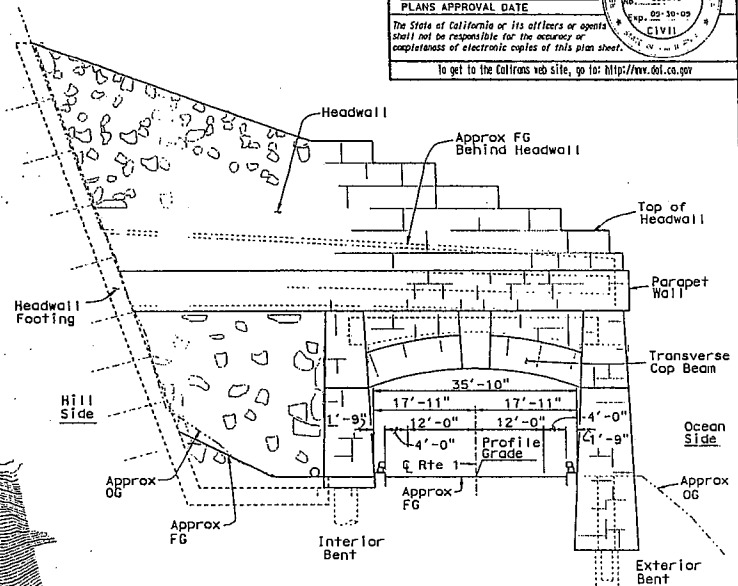 PLANS APPROVAL DATE
The State of California or its officers or agents
shall not be responsible for the accuracy or
completeness of electronic copies of this plan sheet.
Exp. 09-30-09
CIVIL
To get to the Caltrans web site, go to: http://www.dot.ca.gov
Headwall
Approx FG
Behind Headwall
Top of
Headwall
Parapet
Wall
Headwall
Footing
Transverse
Cap Beam
35'-10"
17'-11"
17'-11"
1'-9"
12'-0"
12'-0"
4'-0"
4'-0"
1'-9"
Profile
Grade
℄ Rte 1
Hill
Side
Ocean
Side
Approx
OG
Approx
FG
Approx
FG
Approx
OG
Interior
Bent
Exterior
Bent